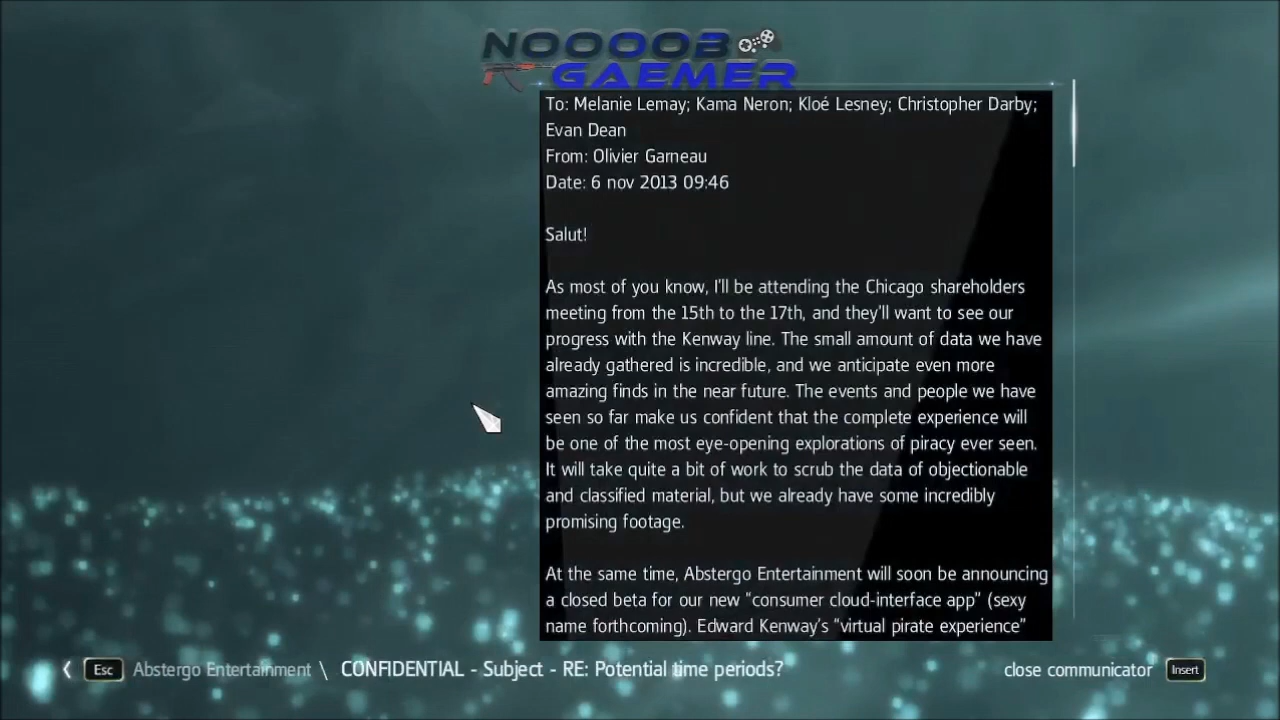 NOOOOB
GAEMER
To: Melanie Lemay; Kama Neron; Kloé Lesney; Christopher Darby;
Evan Dean
From: Olivier Garneau
Date: 6 nov 2013 09:46
Salut!
As most of you know, I'll be attending the Chicago shareholders
meeting from the 15th to the 17th, and they'll want to see our
progress with the Kenway line. The small amount of data we have
already gathered is incredible, and we anticipate even more
amazing finds in the near future. The events and people we have
seen so far make us confident that the complete experience will
be one of the most eye-opening explorations of piracy ever seen.
It will take quite a bit of work to scrub the data of objectionable
and classified material, but we already have some incredibly
promising footage.
At the same time, Abstergo Entertainment will soon be announcing
a closed beta for our new “consumer cloud-interface app” (sexy
name forthcoming). Edward Kenway's “virtual pirate experience”
Esc Abstergo Entertainment \ CONFIDENTIAL - Subject - RE: Potential time periods? close communicator Insert